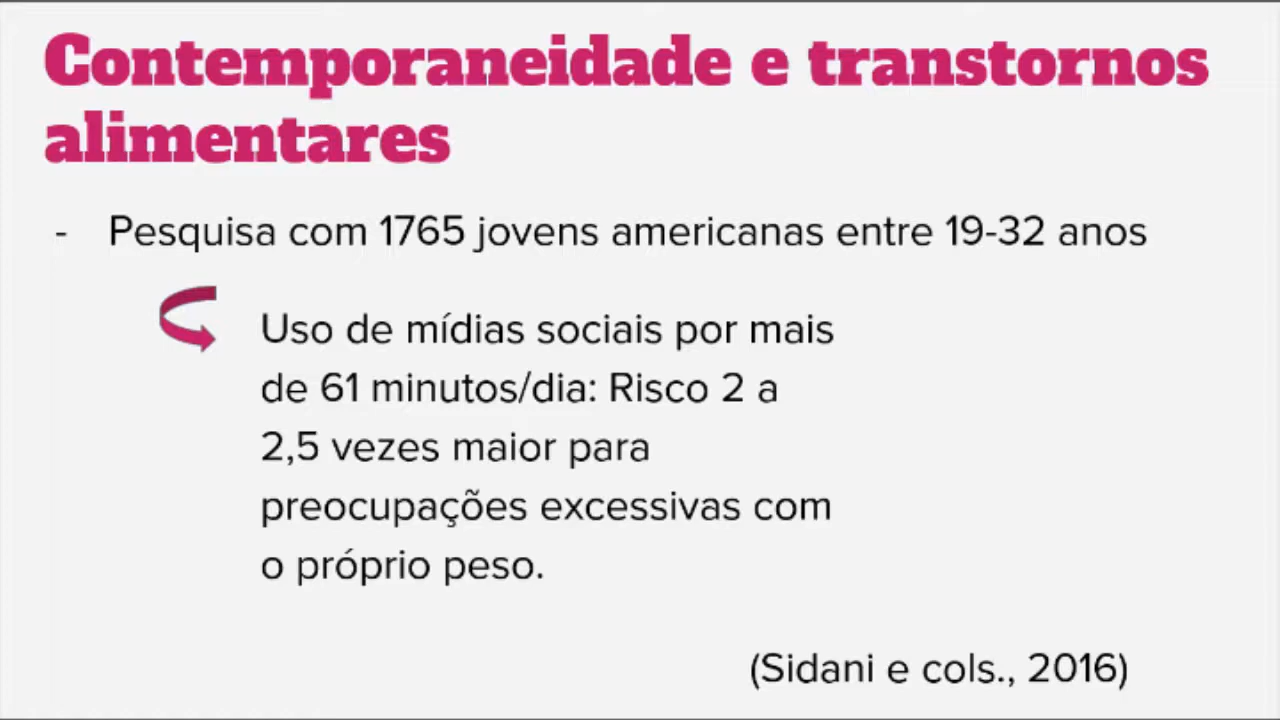 Contemporaneidade e transtornos
alimentares
- Pesquisa com 1765 jovens americanas entre 19-32 anos
Uso de mídias sociais por mais
de 61 minutos/dia: Risco 2 a
2,5 vezes maior para
preocupações excessivas com
o próprio peso.
(Sidani e cols., 2016)